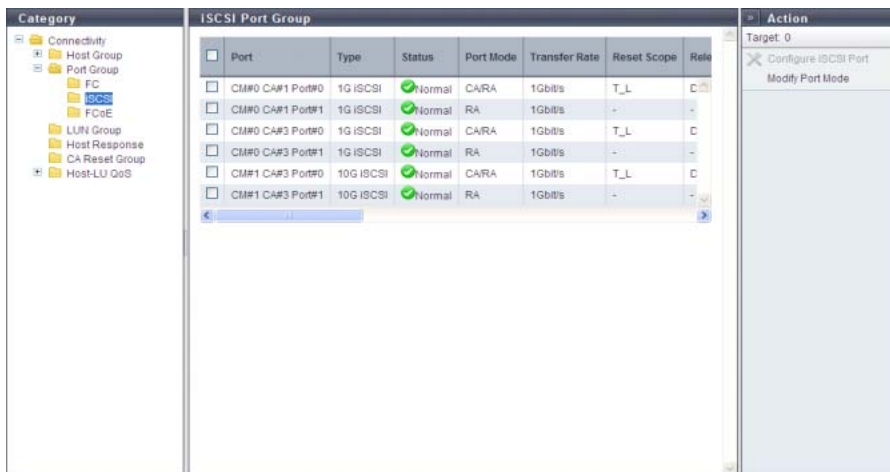 Category
Connectivity
Host Group
Port Group
FC
iSCSI
FCoE
LUN Group
Host Response
CA Reset Group
Host-LU QoS
iSCSI Port Group
Port Type Status Port Mode Transfer Rate Reset Scope Rele
CM#0 CA#1 Port#0 1G iSCSI Normal CA/RA 1Gbit/s T_L D
CM#0 CA#1 Port#1 1G iSCSI Normal RA 1Gbit/s - -
CM#0 CA#3 Port#0 1G iSCSI Normal CA/RA 1Gbit/s T_L D
CM#0 CA#3 Port#1 1G iSCSI Normal RA 1Gbit/s - -
CM#1 CA#3 Port#0 10G iSCSI Normal CA/RA 1Gbit/s T_L D
CM#1 CA#3 Port#1 10G iSCSI Normal RA 1Gbit/s - -
» Action
Target: 0
Configure iSCSI Port
Modify Port Mode